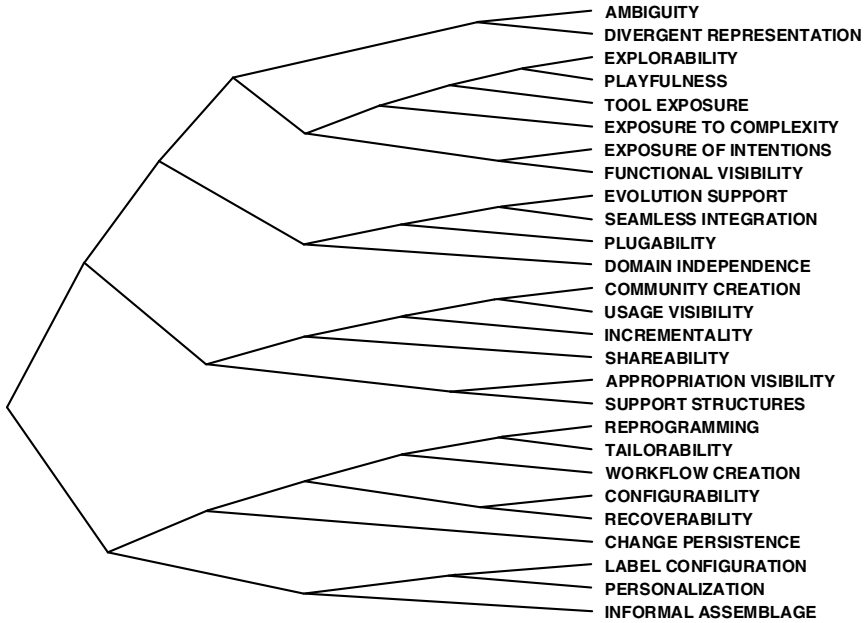 AMBIGUITY
DIVERGENT REPRESENTATION
EXPLORABILITY
PLAYFULNESS
TOOL EXPOSURE
EXPOSURE TO COMPLEXITY
EXPOSURE OF INTENTIONS
FUNCTIONAL VISIBILITY
EVOLUTION SUPPORT
SEAMLESS INTEGRATION
PLUGABILITY
DOMAIN INDEPENDENCE
COMMUNITY CREATION
USAGE VISIBILITY
INCREMENTALITY
SHAREABILITY
APPROPRIATION VISIBILITY
SUPPORT STRUCTURES
REPROGRAMMING
TAILORABILITY
WORKFLOW CREATION
CONFIGURABILITY
RECOVERABILITY
CHANGE PERSISTENCE
LABEL CONFIGURATION
PERSONALIZATION
INFORMAL ASSEMBLAGE